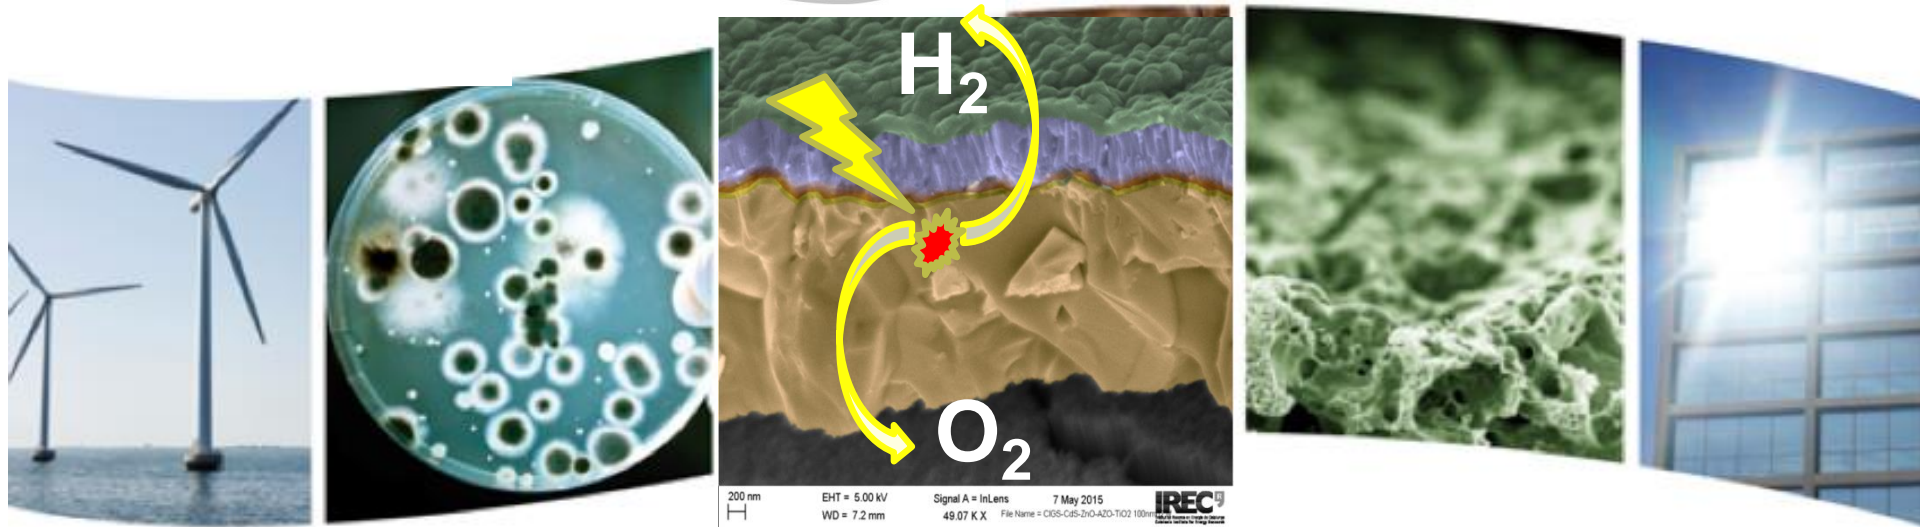 H2
O2
200 nm
EHT = 5.00 kV
Signal A = InLens
7 May 2015
IREC
WD = 7.2 mm
49.07 K X
File Name = CIGS-CdS-ZnO-AZO-TiO2 100nm